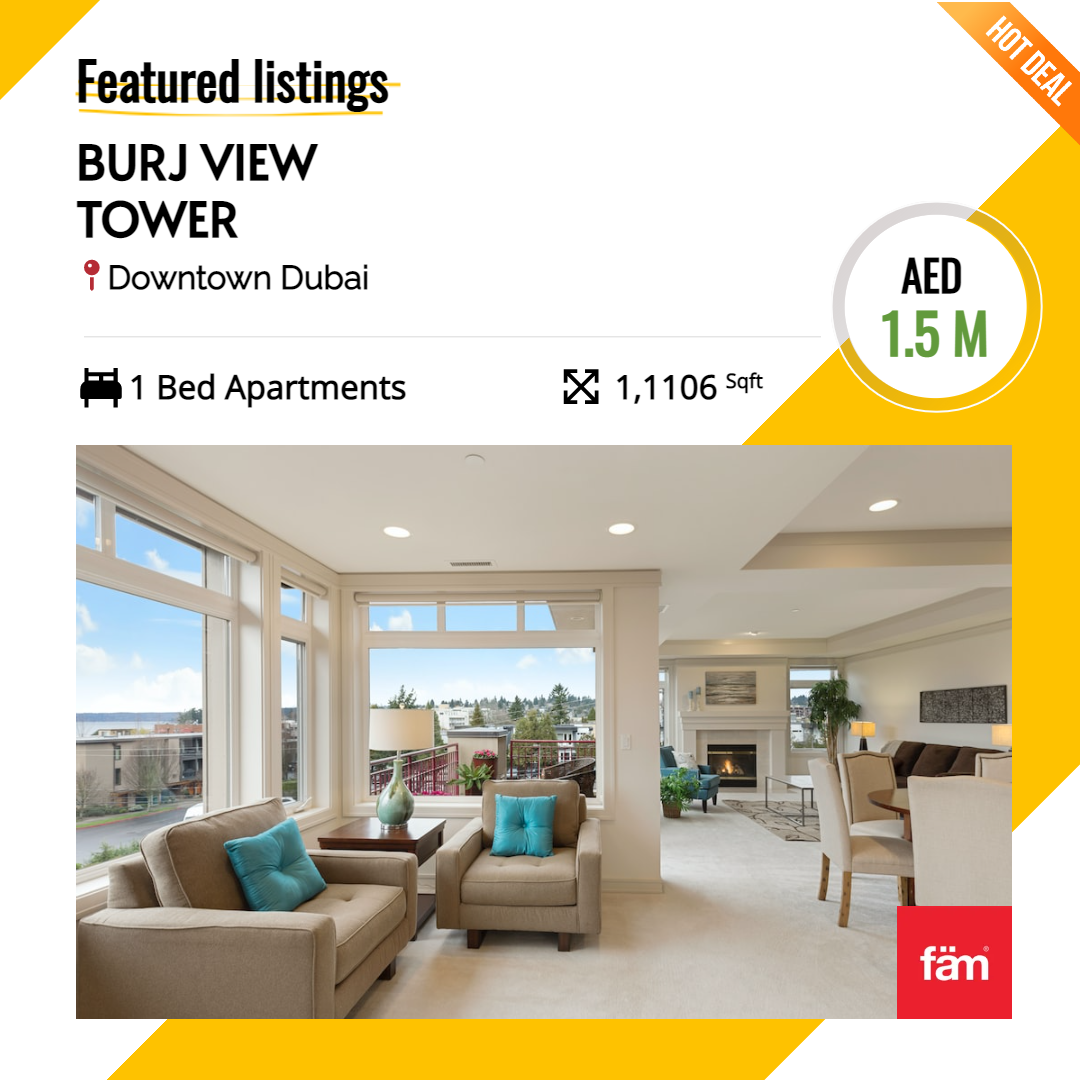 HOT DEAL
Featured listings
BURJ VIEW
TOWER
Downtown Dubai
AED
1.5 M
1 Bed Apartments
1,1106 Sqft
fäm®